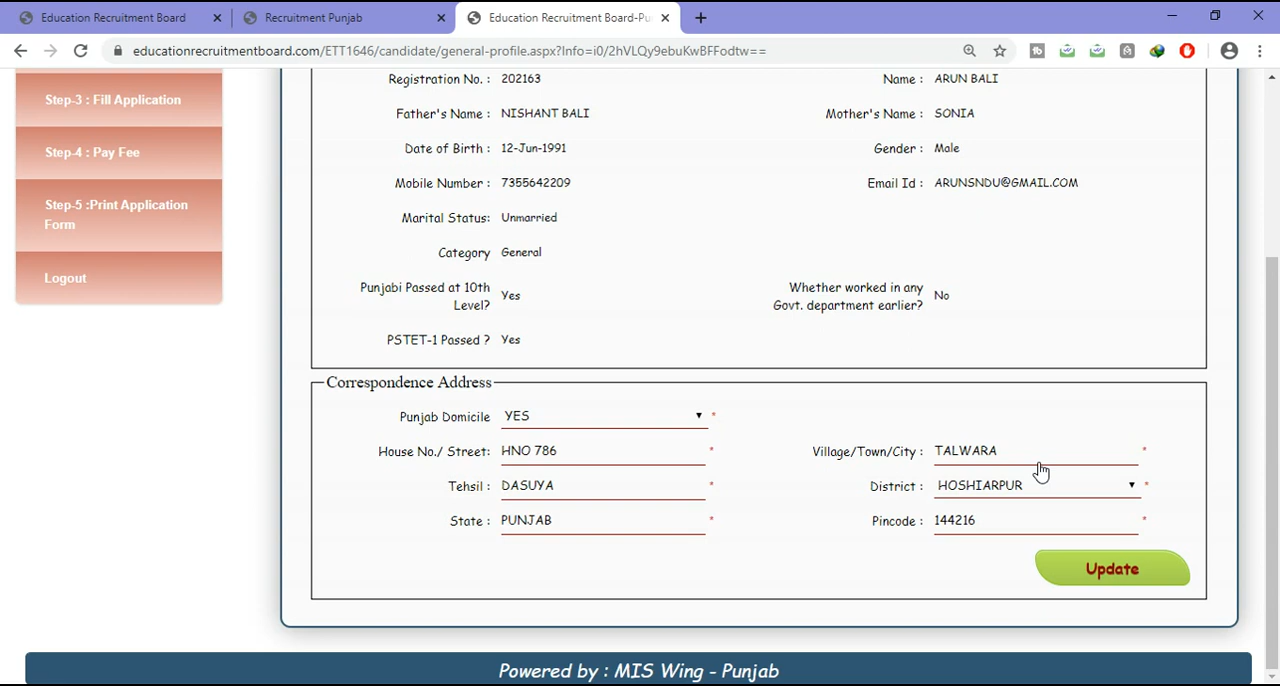 Education Recruitment Board
Recruitment Punjab
Education Recruitment Board-Pu
educationrecruitmentboard.com/ETT1646/candidate/general-profile.aspx?Info=i0/2hVLQy9ebuKwBFFodtw==
Step-3 : Fill Application
Step-4 : Pay Fee
Step-5 :Print Application
Form
Logout
Registration No. : 202163
Name : ARUN BALI
Father's Name : NISHANT BALI
Mother's Name : SONIA
Date of Birth : 12-Jun-1991
Gender : Male
Mobile Number : 7355642209
Email Id : ARUNSNDU@GMAIL.COM
Marital Status: Unmarried
Category General
Punjabi Passed at 10th
Level? Yes
Whether worked in any
Govt. department earlier? No
PSTET-1 Passed ? Yes
Correspondence Address
Punjab Domicile YES *
House No./ Street: HNO 786 *
Village/Town/City : TALWARA *
Tehsil : DASUYA *
District : HOSHIARPUR *
State : PUNJAB *
Pincode : 144216 *
Update
Powered by : MIS Wing - Punjab